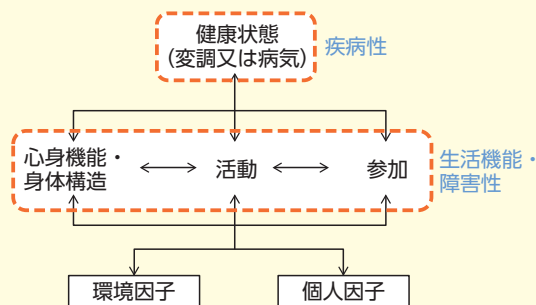 健康状態
(変調又は病気)
疾病性
心身機能・
身体構造
活動
参加
生活機能・
障害性
環境因子
個人因子